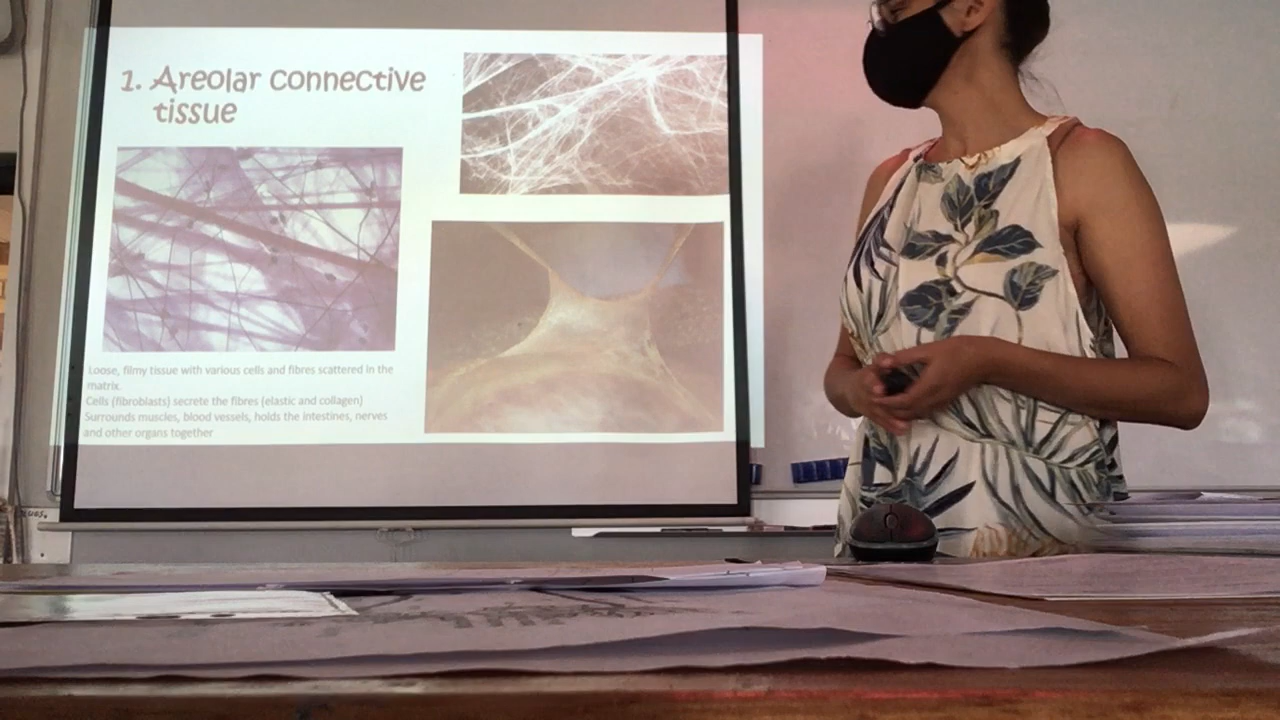 1. Areolar connective
tissue
Loose, filmy tissue with various cells and fibres scattered in the
matrix.
Cells (fibroblasts) secrete the fibres (elastic and collagen)
Surrounds muscles, blood vessels, holds the intestines, nerves
and other organs together